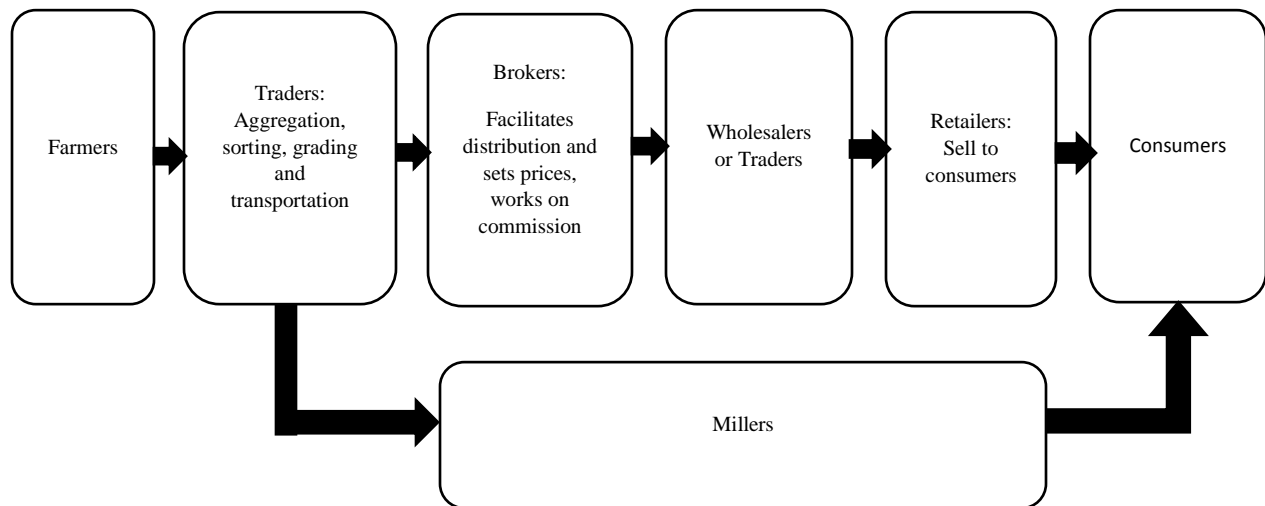 Farmers
Traders:
Aggregation,
sorting, grading
and
transportation
Brokers:
Facilitates
distribution and
sets prices,
works on
commission
Wholesalers
or Traders
Retailers:
Sell to
consumers
Consumers
Millers